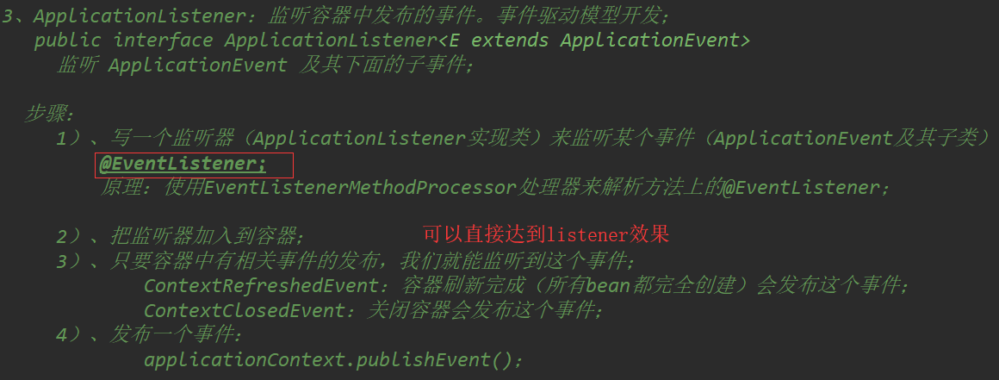 3、ApplicationListener：监听容器中发布的事件。事件驱动模型开发；
public interface ApplicationListener<E extends ApplicationEvent>
监听 ApplicationEvent 及其下面的子事件；
步骤：
1）、写一个监听器（ApplicationListener实现类）来监听某个事件（ApplicationEvent及其子类）
@EventListener;
原理：使用EventListenerMethodProcessor处理器来解析方法上的@EventListener；
2）、把监听器加入到容器； 可以直接达到listener效果
3）、只要容器中有相关事件的发布，我们就能监听到这个事件；
ContextRefreshedEvent：容器刷新完成（所有bean都完全创建）会发布这个事件；
ContextClosedEvent：关闭容器会发布这个事件；
4）、发布一个事件：
applicationContext.publishEvent()；